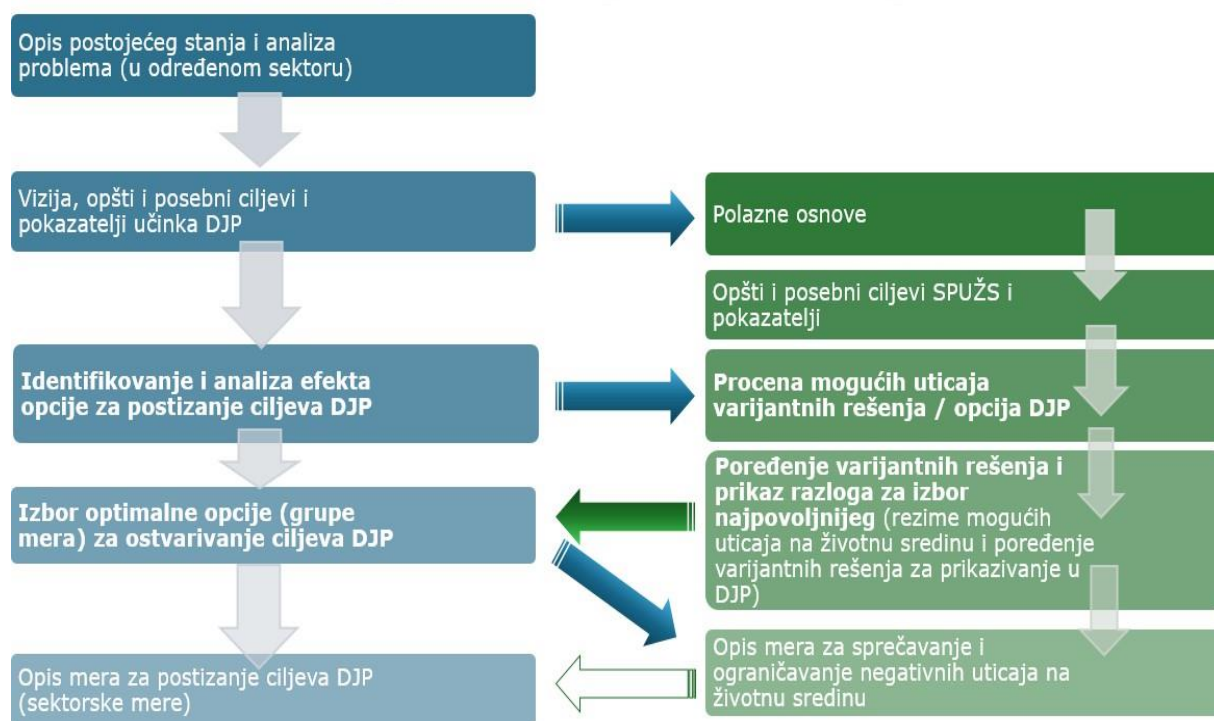 Opis postojećeg stanja i analiza
problema (u određenom sektoru)
Vizija, opšti i posebni ciljevi i
pokazatelji učinka DJP
Identifikovanje i analiza efekta
opcije za postizanje ciljeva DJP
Izbor optimalne opcije (grupe
mera) za ostvarivanje ciljeva DJP
Opis mera za postizanje ciljeva DJP
(sektorske mere)
Polazne osnove
Opšti i posebni ciljevi SPUŽS i
pokazatelji
Procena mogućih uticaja
varijantnih rešenja / opcija DJP
Poređenje varijantnih rešenja i
prikaz razloga za izbor
najpovoljnijeg (rezime mogućih
uticaja na životnu sredinu i poređenje
varijantnih rešenja za prikazivanje u
DJP)
Opis mera za sprečavanje i
ograničavanje negativnih uticaja na
životnu sredinu